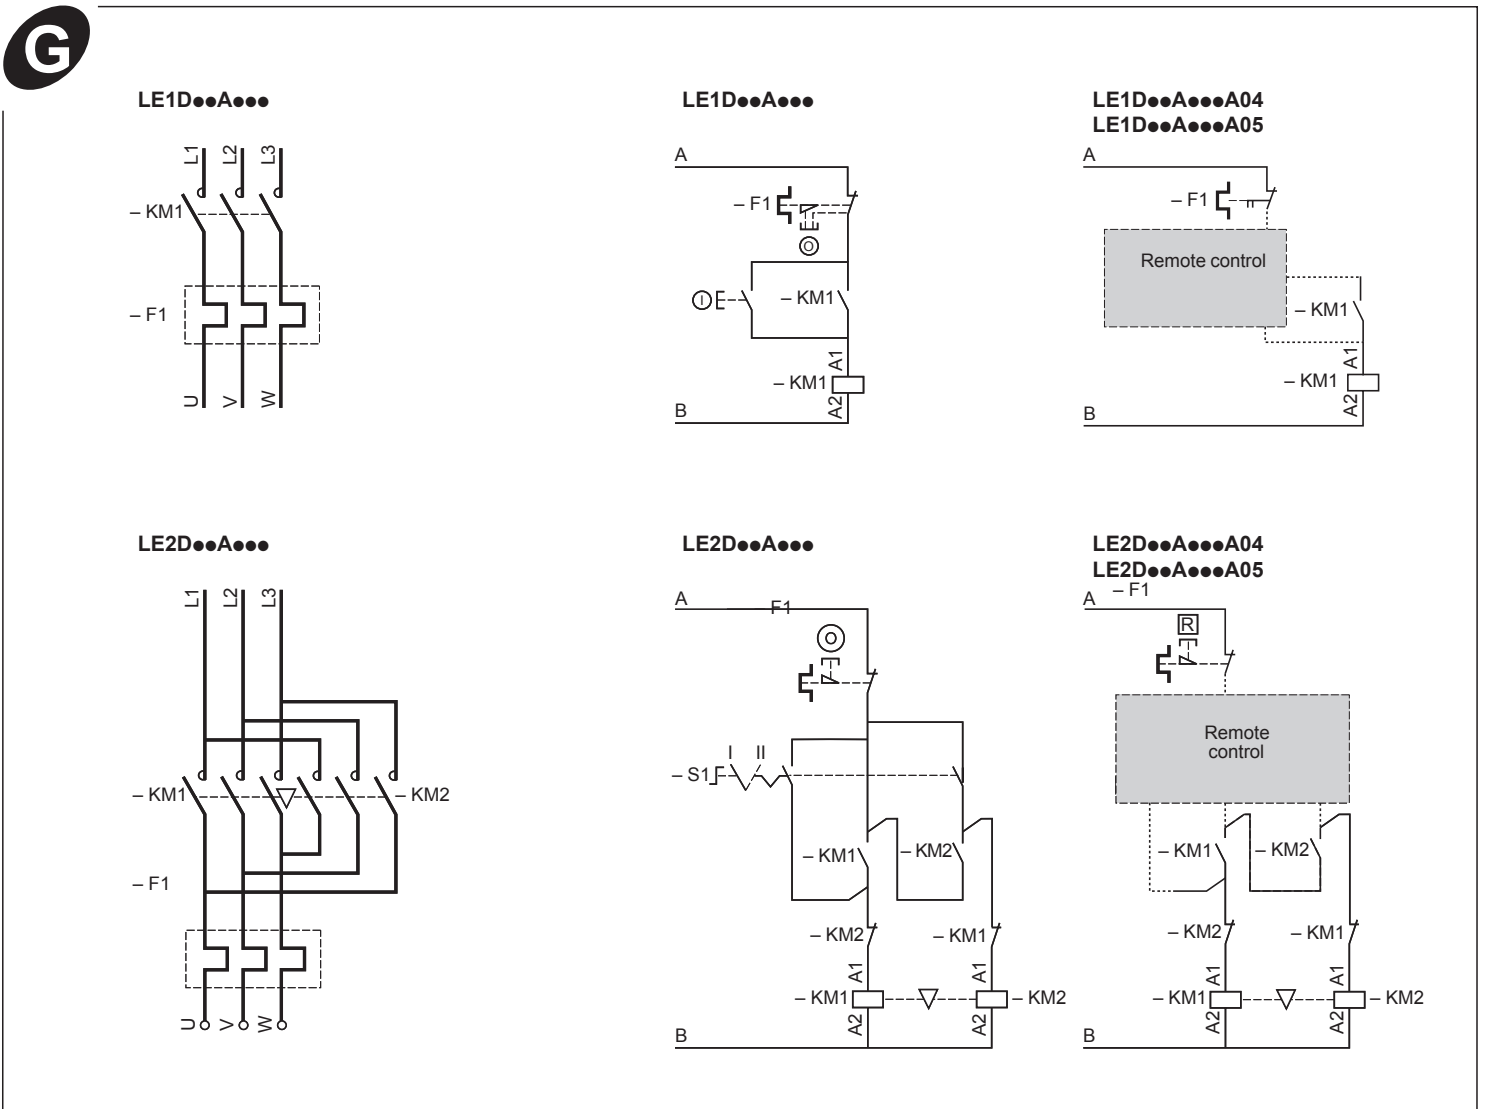 G
LE1D●●A●●●
L1 L2 L3
– KM1
– F1
U V W
LE1D●●A●●●
A
– F1
O
I
– KM1
A1
– KM1
A2
B
LE1D●●A●●●A04
LE1D●●A●●●A05
A
– F1
Remote control
– KM1
A1
– KM1
A2
B
LE2D●●A●●●
L1 L2 L3
– KM1
– KM2
– F1
U V W
LE2D●●A●●●
A
F1
O
I II
– S1
– KM1 – KM2
– KM2 – KM1
A1 A1
– KM1 – KM2
A2 A2
B
LE2D●●A●●●A04
LE2D●●A●●●A05
– F1
A
R
Remote
control
– KM1 – KM2
– KM2 – KM1
A1 A1
– KM1 – KM2
A2 A2
B